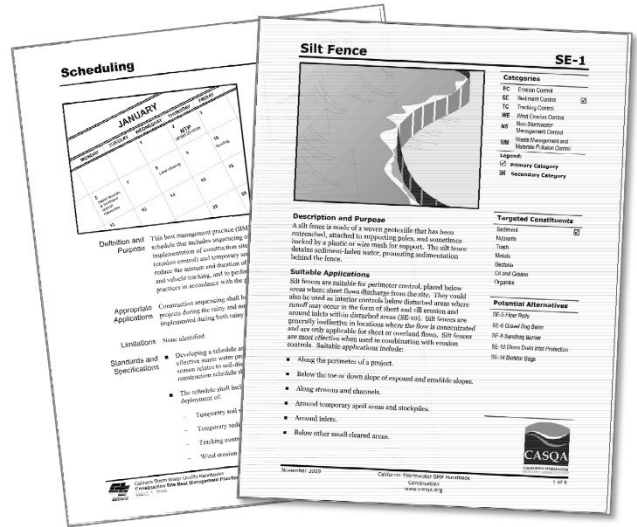 Scheduling
JANUARY
MONDAY TUESDAY WEDNESDAY THURSDAY FRIDAY
NTP
Definition and Purpose
This best management practice (BM
schedule that includes sequencing o
implementation of construction site
(erosion control) and temporary se
reduce the amount and duration of
and vehicle tracking, and to perfor
practices in accordance with the p
Appropriate Applications
Construction sequencing shall be
projects during the rainy and no
implemented during both rainy
Limitations
None identified.
Standards and Specifications
■ Developing a schedule a
effective storm water p
season relates to soil-dis
construction schedule s
■ The schedule shall inclu
deployment of:
- Temporary soil s
- Temporary sedi
- Tracking contr
- Wind erosion
California Storm Water Quality Handbooks
Construction Site Best Management Practice
Silt Fence
SE-1
Categories
EC Erosion Control
SE Sediment Control
TC Tracking Control
WE Wind Erosion Control
NS Non-Stormwater
Management Control
WM Waste Management and
Materials Pollution Control
Legend:
Primary Category
Secondary Category
Description and Purpose
A silt fence is made of a woven geotextile that has been
entrenched, attached to supporting poles, and sometimes
backed by a plastic or wire mesh for support. The silt fence
detains sediment-laden water, promoting sedimentation
behind the fence.
Suitable Applications
Silt fences are suitable for perimeter control, placed below
areas where sheet flows discharge from the site. They could
also be used as interior controls below disturbed areas where
runoff may occur in the form of sheet and rill erosion and
around inlets within disturbed areas (SE-10). Silt fences are
generally ineffective in locations where the flow is concentrated
and are only applicable for sheet or overland flows. Silt fences
are most effective when used in combination with erosion
controls. Suitable applications include:
■ Along the perimeter of a project.
■ Below the toe or down slope of exposed and erodible slopes.
■ Along streams and channels.
■ Around temporary spoil areas and stockpiles.
■ Around inlets.
■ Below other small cleared areas.
Targeted Constituents
Sediment
Nutrients
Trash
Metals
Bacteria
Oil and Grease
Organics
Potential Alternatives
SE-5 Fiber Rolls
SE-6 Gravel Bag Berm
SE-8 Sandbag Barrier
SE-10 Storm Drain Inlet Protection
SE-14 Biofilter Bags
CASQA
CALIFORNIA STORMWATER
QUALITY ASSOCIATION
November 2009
California Stormwater BMP Handbook
Construction
www.casqa.org
1 of 5